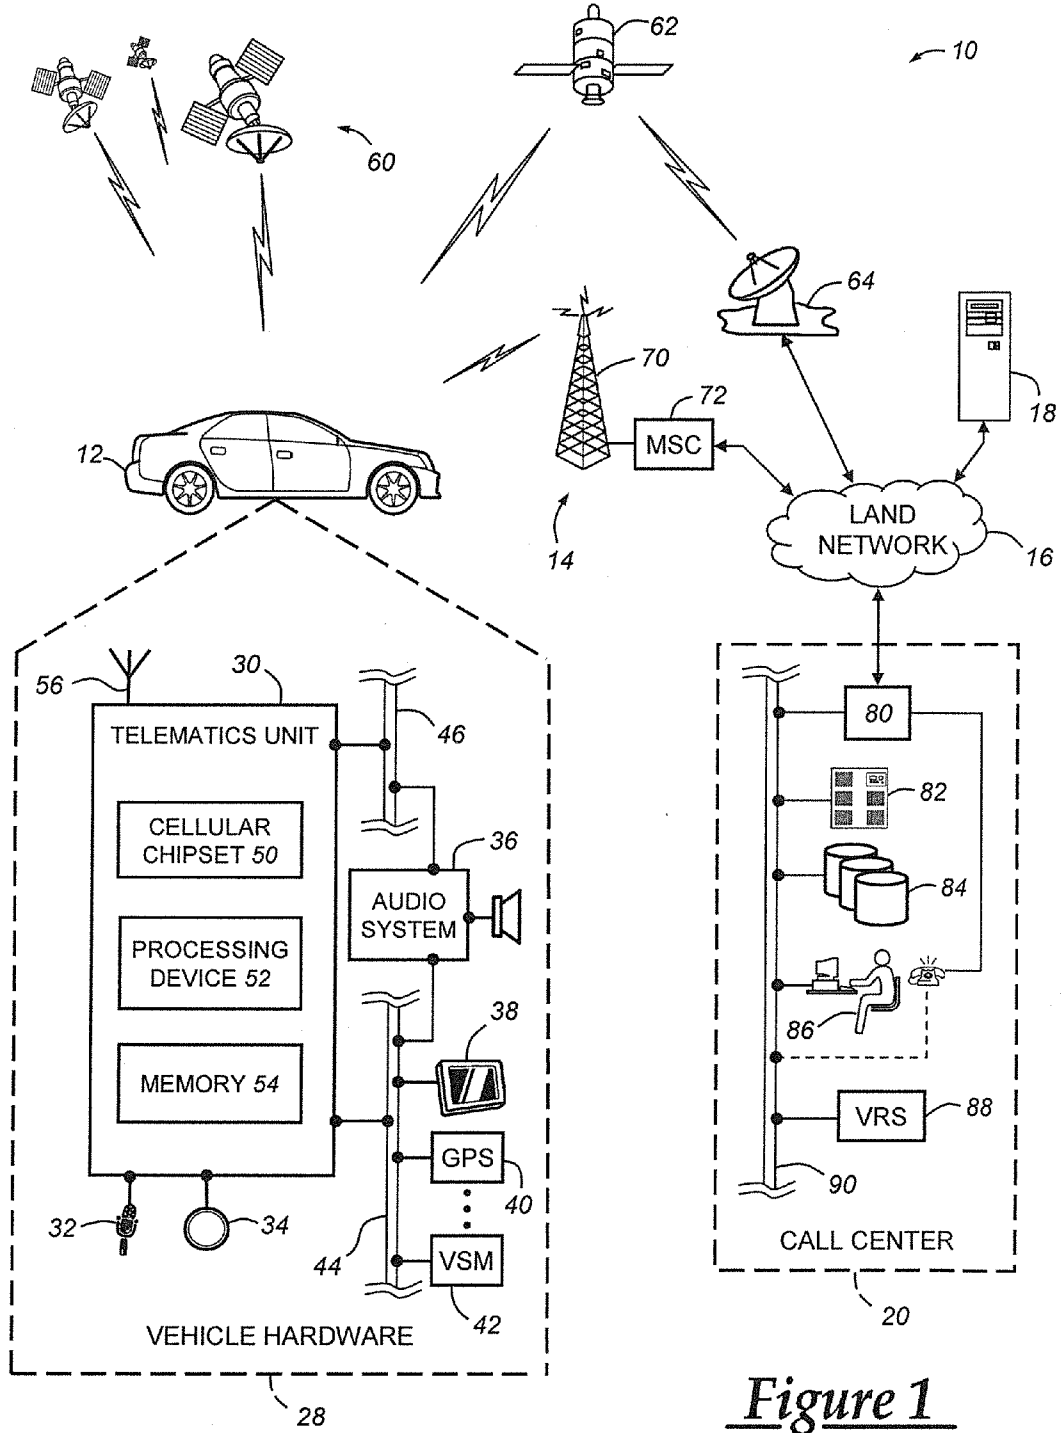 62
10
60
64
70
72
18
MSC
12
14
LAND
NETWORK
16
56
30
TELEMATICS UNIT
46
CELLULAR
CHIPSET 50
PROCESSING
DEVICE 52
MEMORY 54
36
AUDIO
SYSTEM
38
GPS
40
VSM
42
44
32
34
VEHICLE HARDWARE
28
80
82
84
86
VRS
88
90
CALL CENTER
20
Figure 1